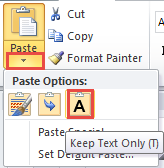 Cut
Copy
Paste
Format Painter
Paste Options:
A
Keep Text Only (T)
Paste Special...
Set Default Paste...